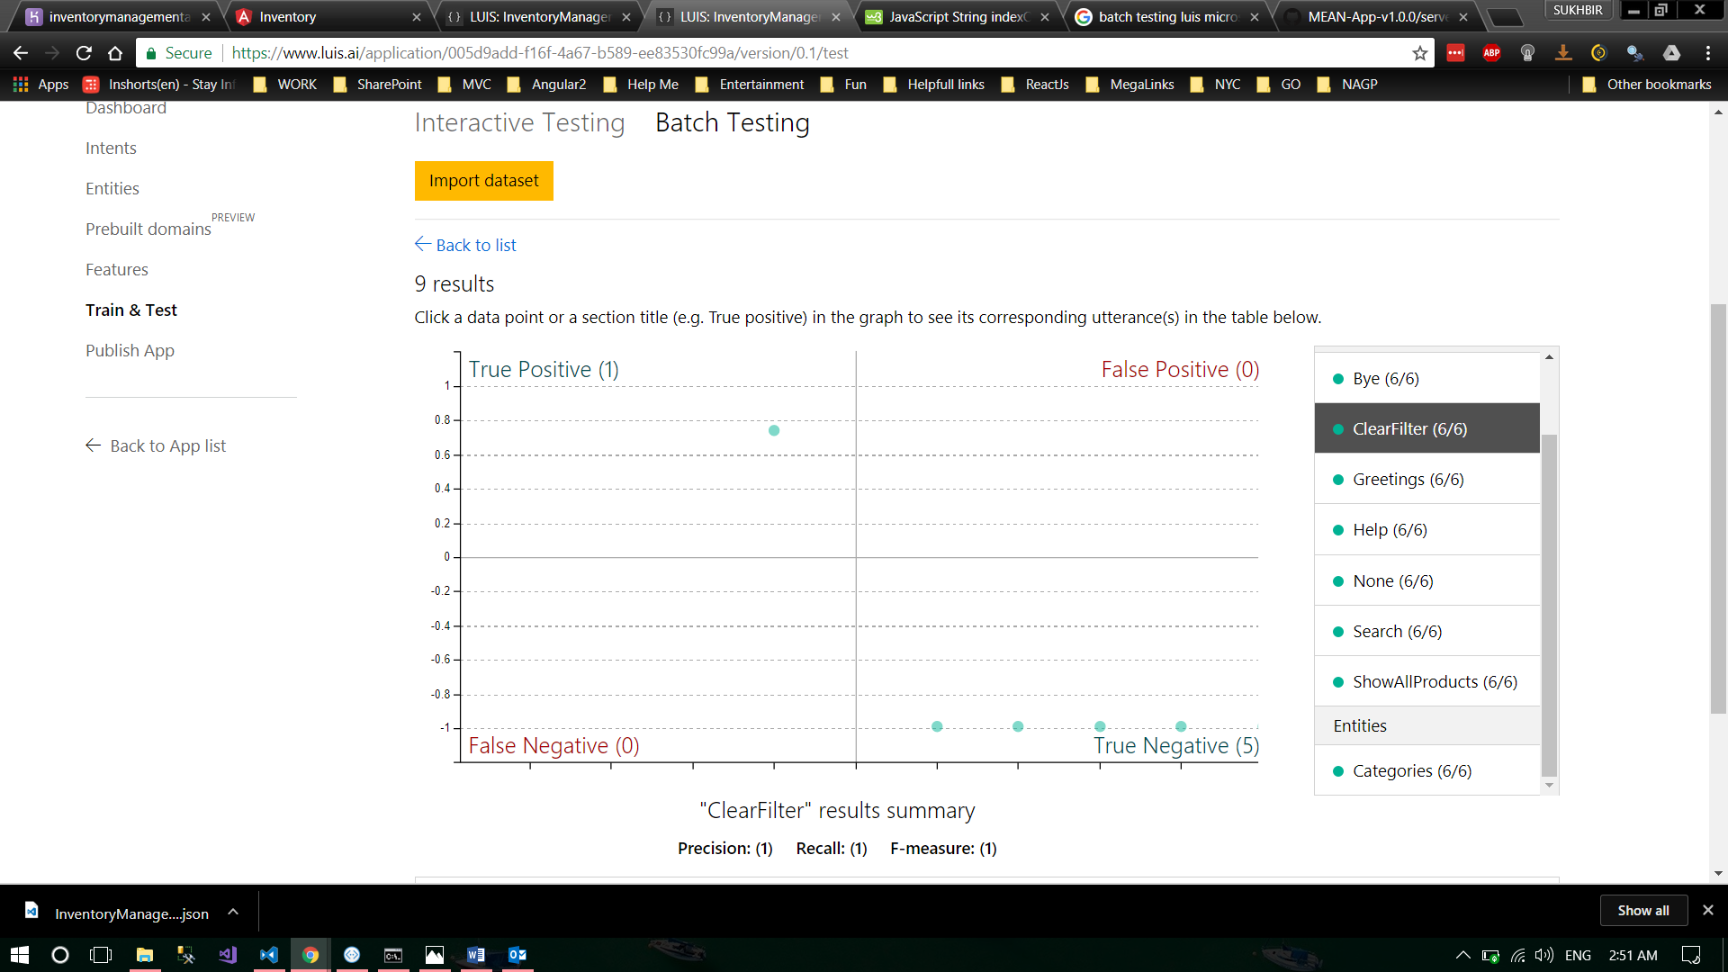 inventorymanagementa
Inventory
LUIS: InventoryManager
LUIS: InventoryManager
JavaScript String indexO
batch testing luis micro
MEAN-App-v1.0.0/serve
SUKHBIR
Secure
https://www.luis.ai/application/005d9add-f16f-4a67-b589-ee83530fc99a/version/0.1/test
ABP
Apps
Inshorts(en) - Stay Inf
WORK
SharePoint
MVC
Angular2
Help Me
Entertainment
Fun
Helpfull links
ReactJs
MegaLinks
NYC
GO
NAGP
Other bookmarks
Dashboard
Intents
Entities
Prebuilt domains PREVIEW
Features
Train & Test
Publish App
Back to App list
Interactive Testing
Batch Testing
Import dataset
Back to list
9 results
Click a data point or a section title (e.g. True positive) in the graph to see its corresponding utterance(s) in the table below.
True Positive (1)
False Positive (0)
1
0.8
0.6
0.4
0.2
0
-0.2
-0.4
-0.6
-0.8
-1
False Negative (0)
True Negative (5)
"ClearFilter" results summary
Precision: (1) Recall: (1) F-measure: (1)
Bye (6/6)
ClearFilter (6/6)
Greetings (6/6)
Help (6/6)
None (6/6)
Search (6/6)
ShowAllProducts (6/6)
Entities
Categories (6/6)
InventoryManage....json
Show all
ENG
2:51 AM